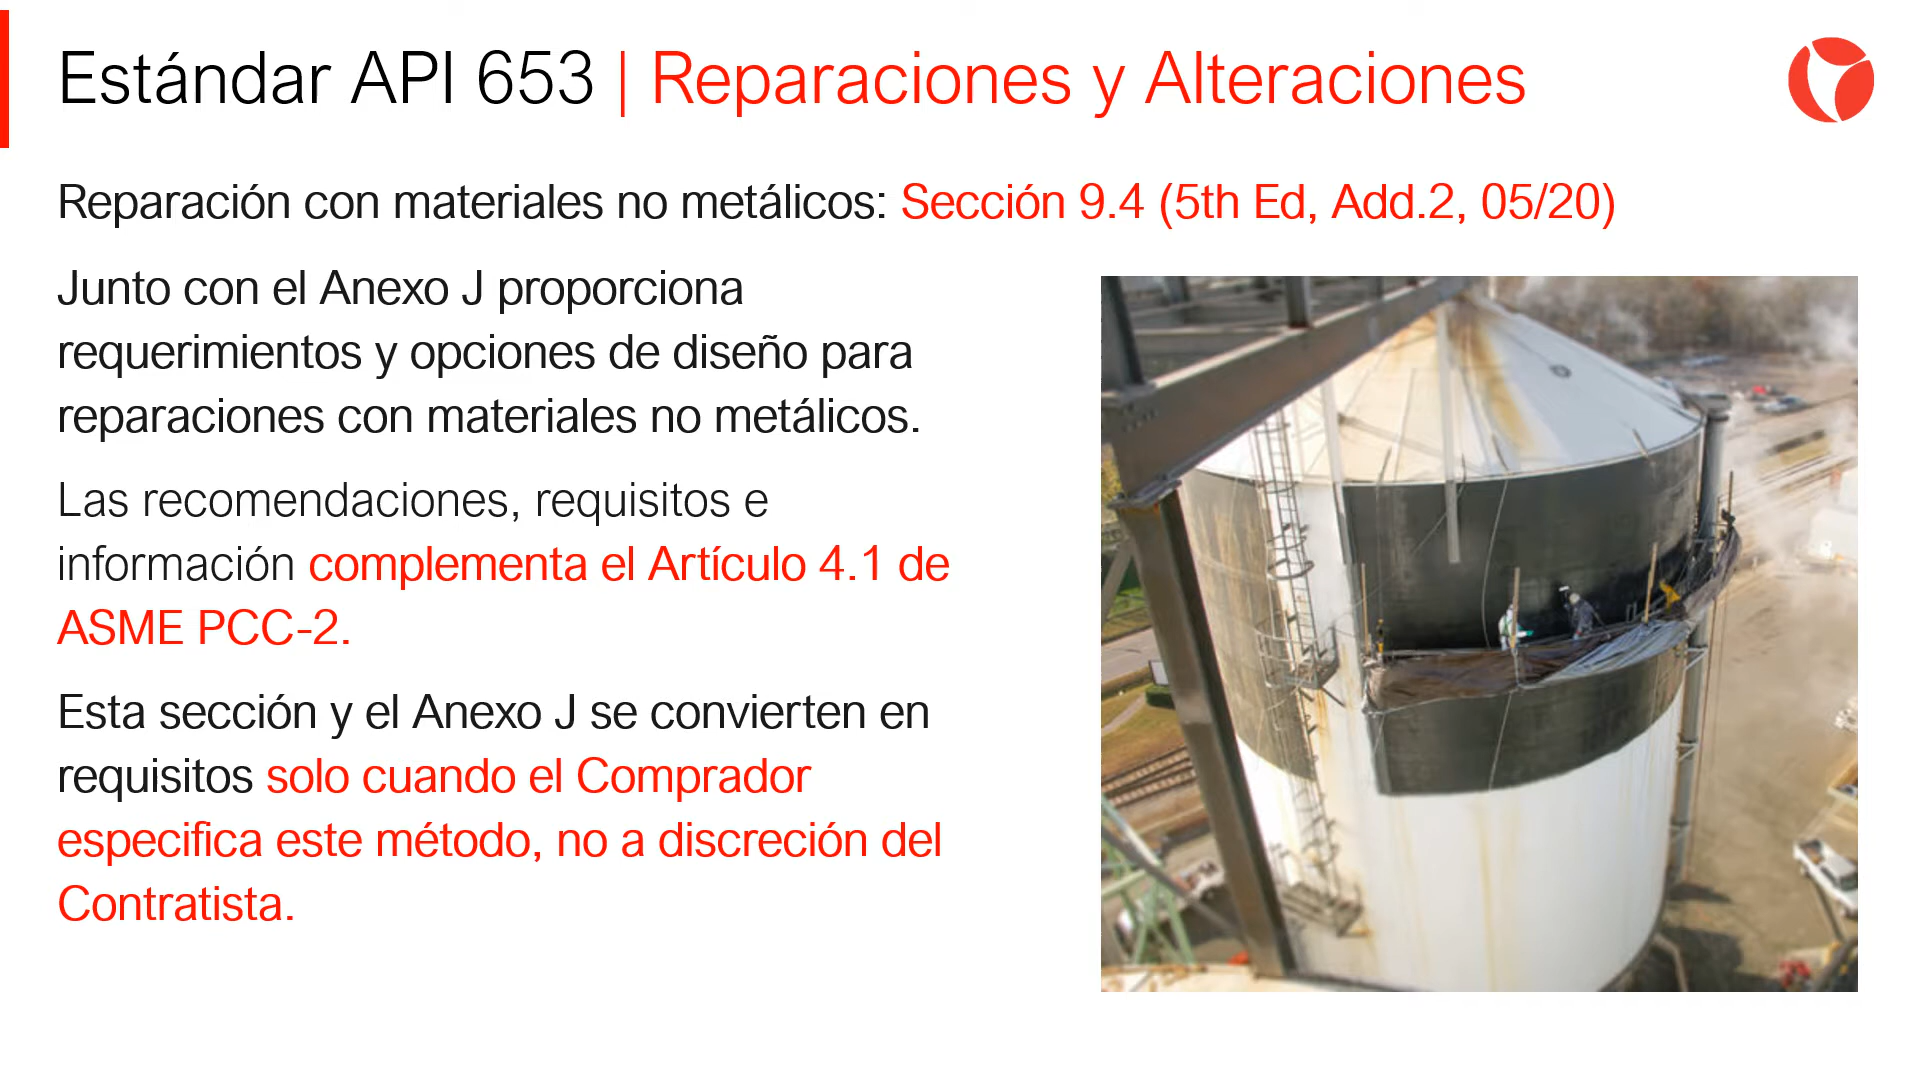 Estándar API 653 | Reparaciones y Alteraciones
Reparación con materiales no metálicos: Sección 9.4 (5th Ed, Add.2, 05/20)
Junto con el Anexo J proporciona
requerimientos y opciones de diseño para
reparaciones con materiales no metálicos.
Las recomendaciones, requisitos e
información complementa el Artículo 4.1 de
ASME PCC-2.
Esta sección y el Anexo J se convierten en
requisitos solo cuando el Comprador
especifica este método, no a discreción del
Contratista.